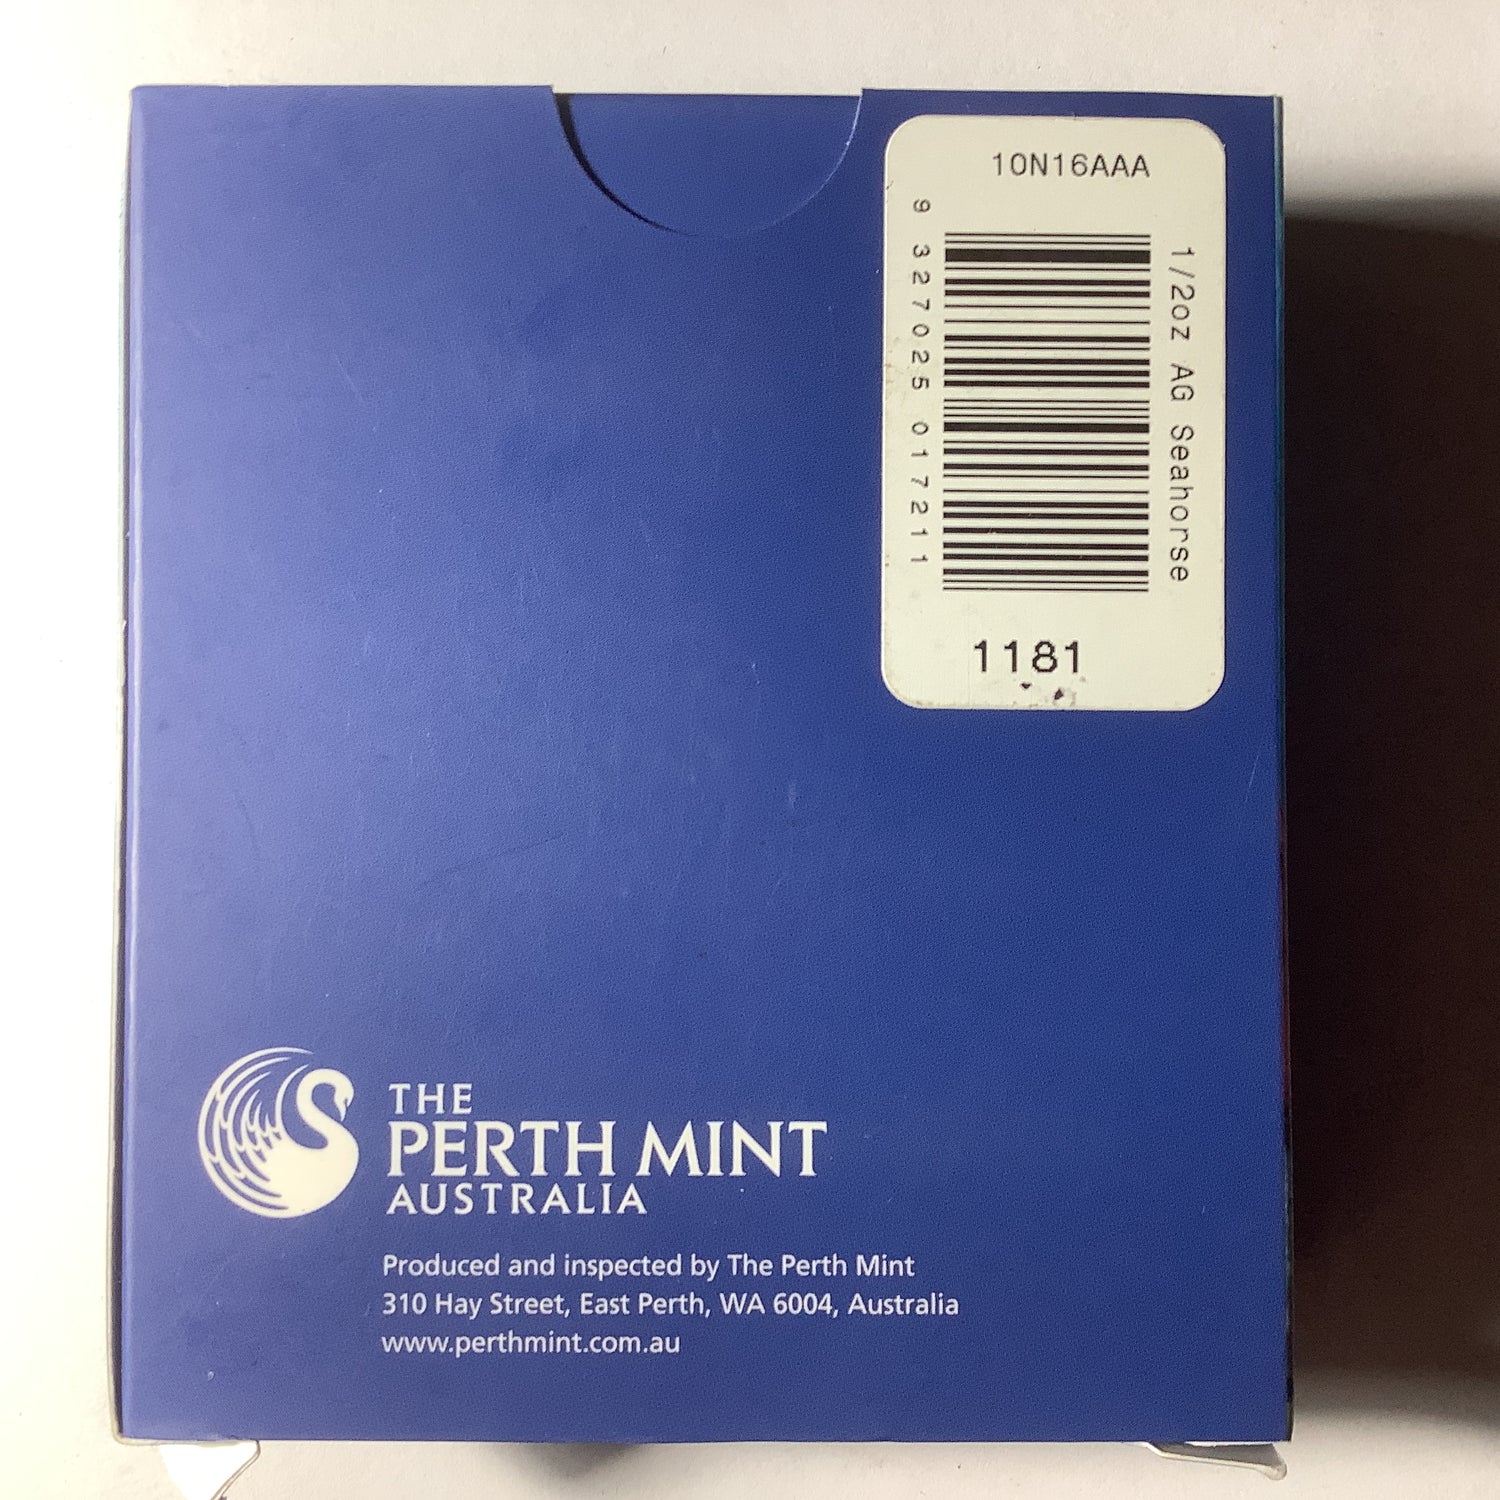 10N16AAA
9 327025 017211
1/2oz AG Seahorse
1181
THE
PERTH MINT
AUSTRALIA
Produced and inspected by The Perth Mint
310 Hay Street, East Perth, WA 6004, Australia
www.perthmint.com.au